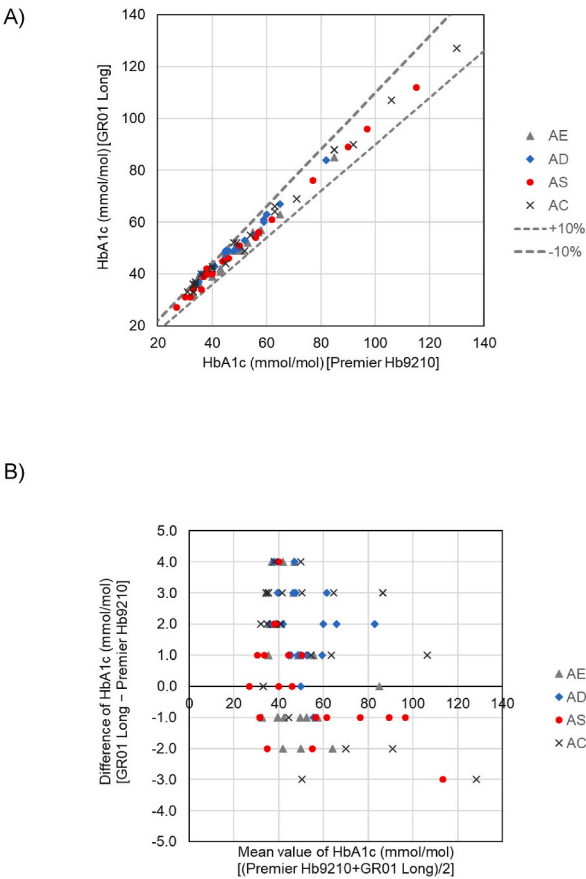 A)
140
120
100
80
60
40
20
20 40 60 80 100 120 140
HbA1c (mmol/mol) [GR01 Long]
HbA1c (mmol/mol) [Premier Hb9210]
AE
AD
AS
AC
+10%
-10%
B)
5.0
4.0
3.0
2.0
1.0
0.0
-1.0
-2.0
-3.0
-4.0
-5.0
0 20 40 60 80 100 120 140
Difference of HbA1c (mmol/mol)
[GR01 Long − Premier Hb9210]
Mean value of HbA1c (mmol/mol)
[(Premier Hb9210+GR01 Long)/2]
AE
AD
AS
AC